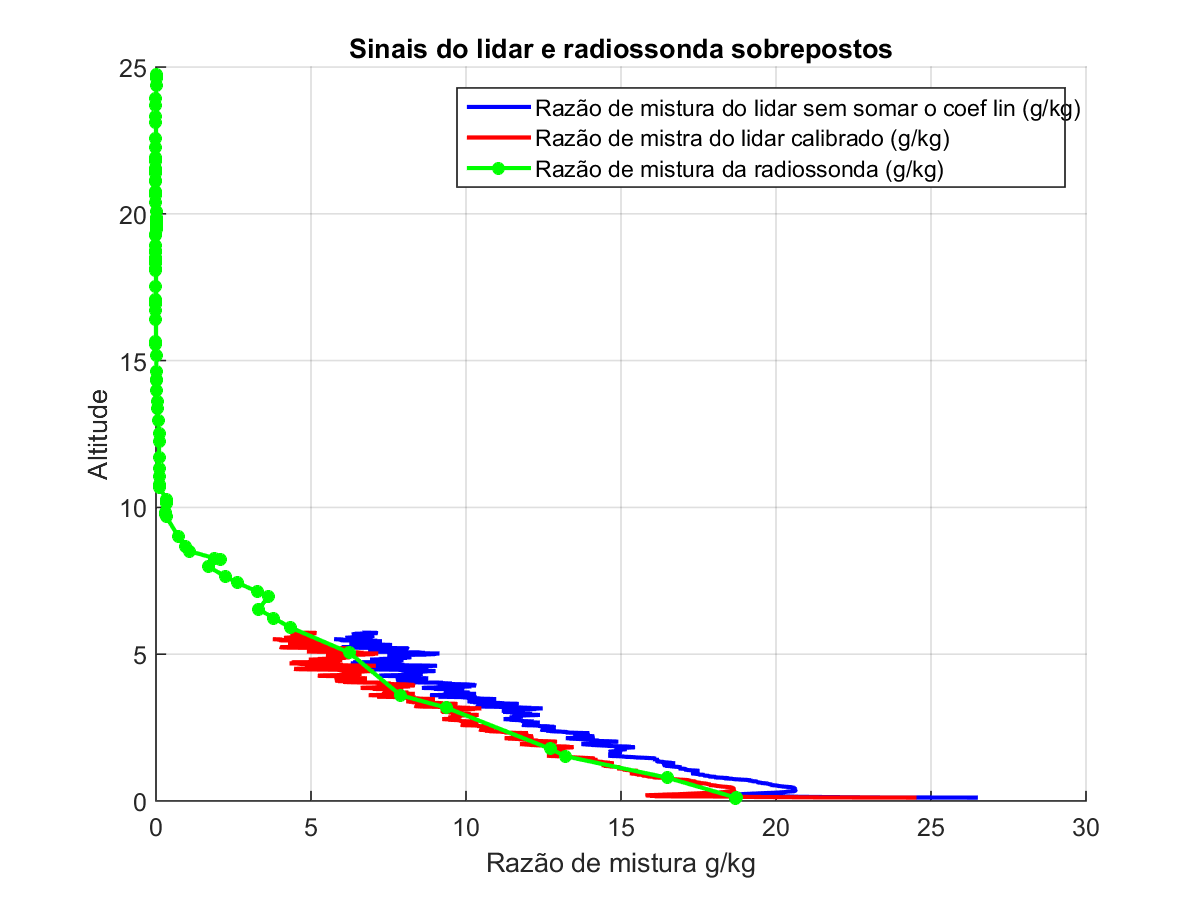 Sinais do lidar e radiossonda sobrepostos
25
20
15
10
5
0
Altitude
Razão de mistura do lidar sem somar o coef lin (g/kg)
Razão de mistra do lidar calibrado (g/kg)
Razão de mistura da radiossonda (g/kg)
0 5 10 15 20 25 30
Razão de mistura g/kg